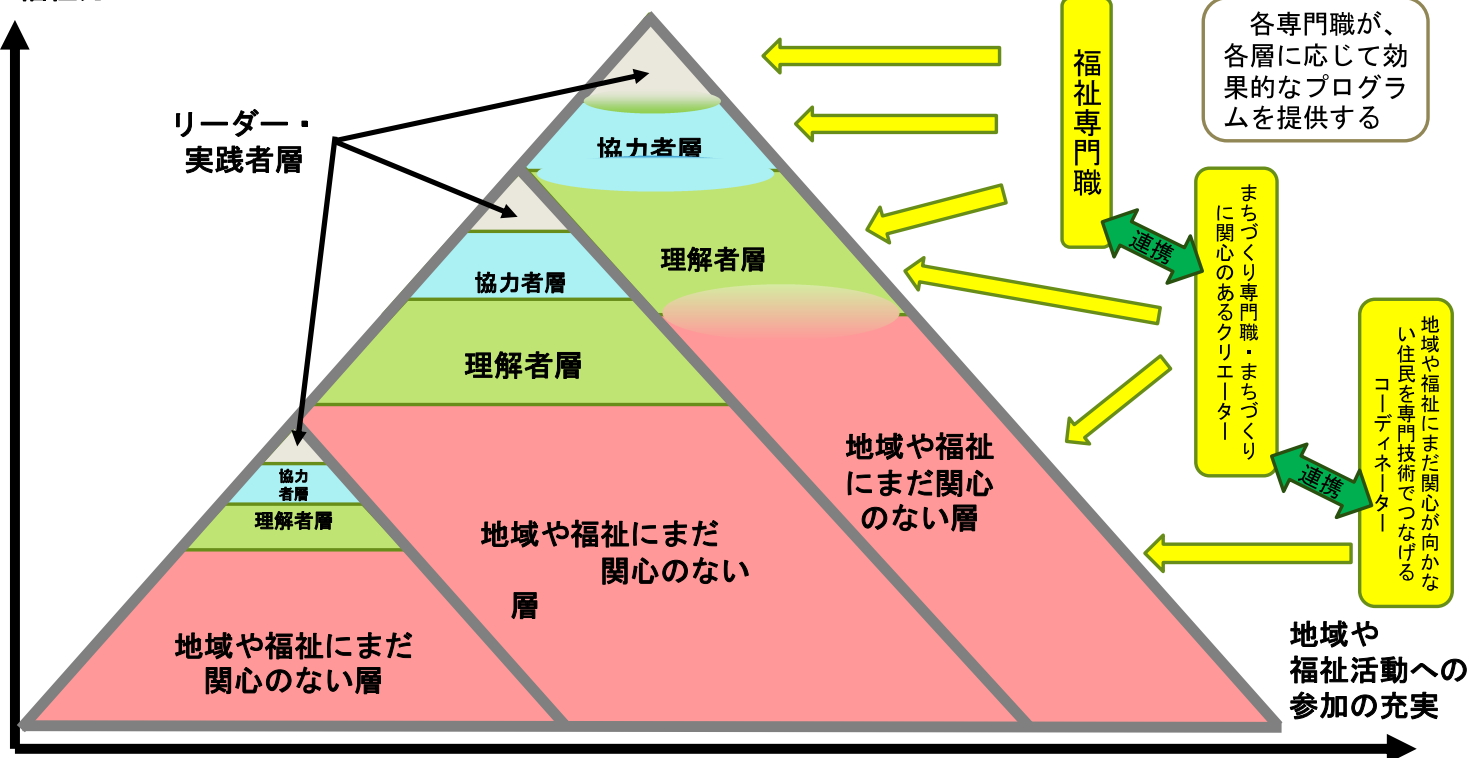 リーダー・
実践者層
協力者層
理解者層
協力者層
理解者層
協力
者層
理解者層
地域や福祉
にまだ関心
のない層
地域や福祉にまだ
関心のない
層
地域や福祉にまだ
関心のない層
福祉専門職
各専門職が、
各層に応じて効
果的なプログラ
ムを提供する
連携
まちづくり専門職・まちづくり
に関心のあるクリエーター
連携
地域や福祉にまだ関心が向かな
い住民を専門技術でつなげる
コーディネーター
地域や
福祉活動への
参加の充実